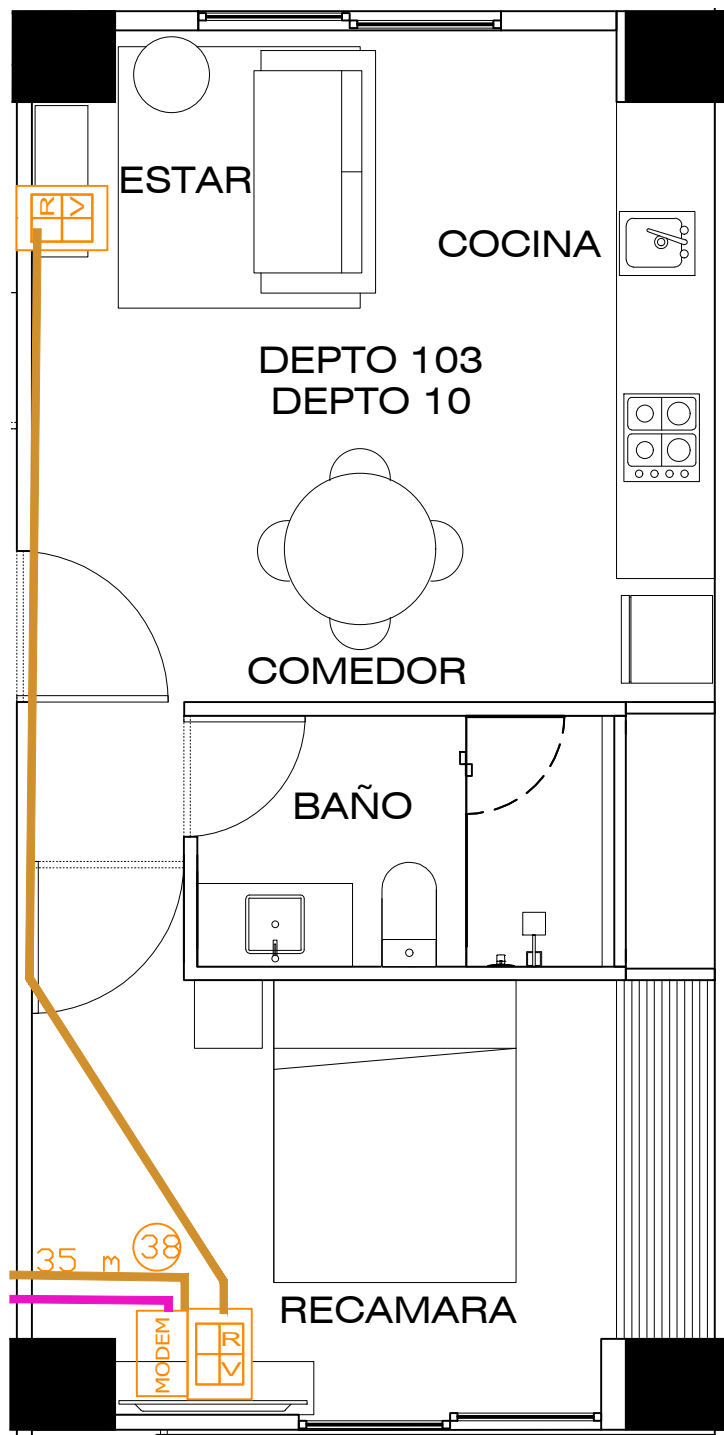 ESTAR
R
V
COCINA
DEPTO 103
DEPTO 10
COMEDOR
BAÑO
35 m
38
RECAMARA
MODEM
R
V